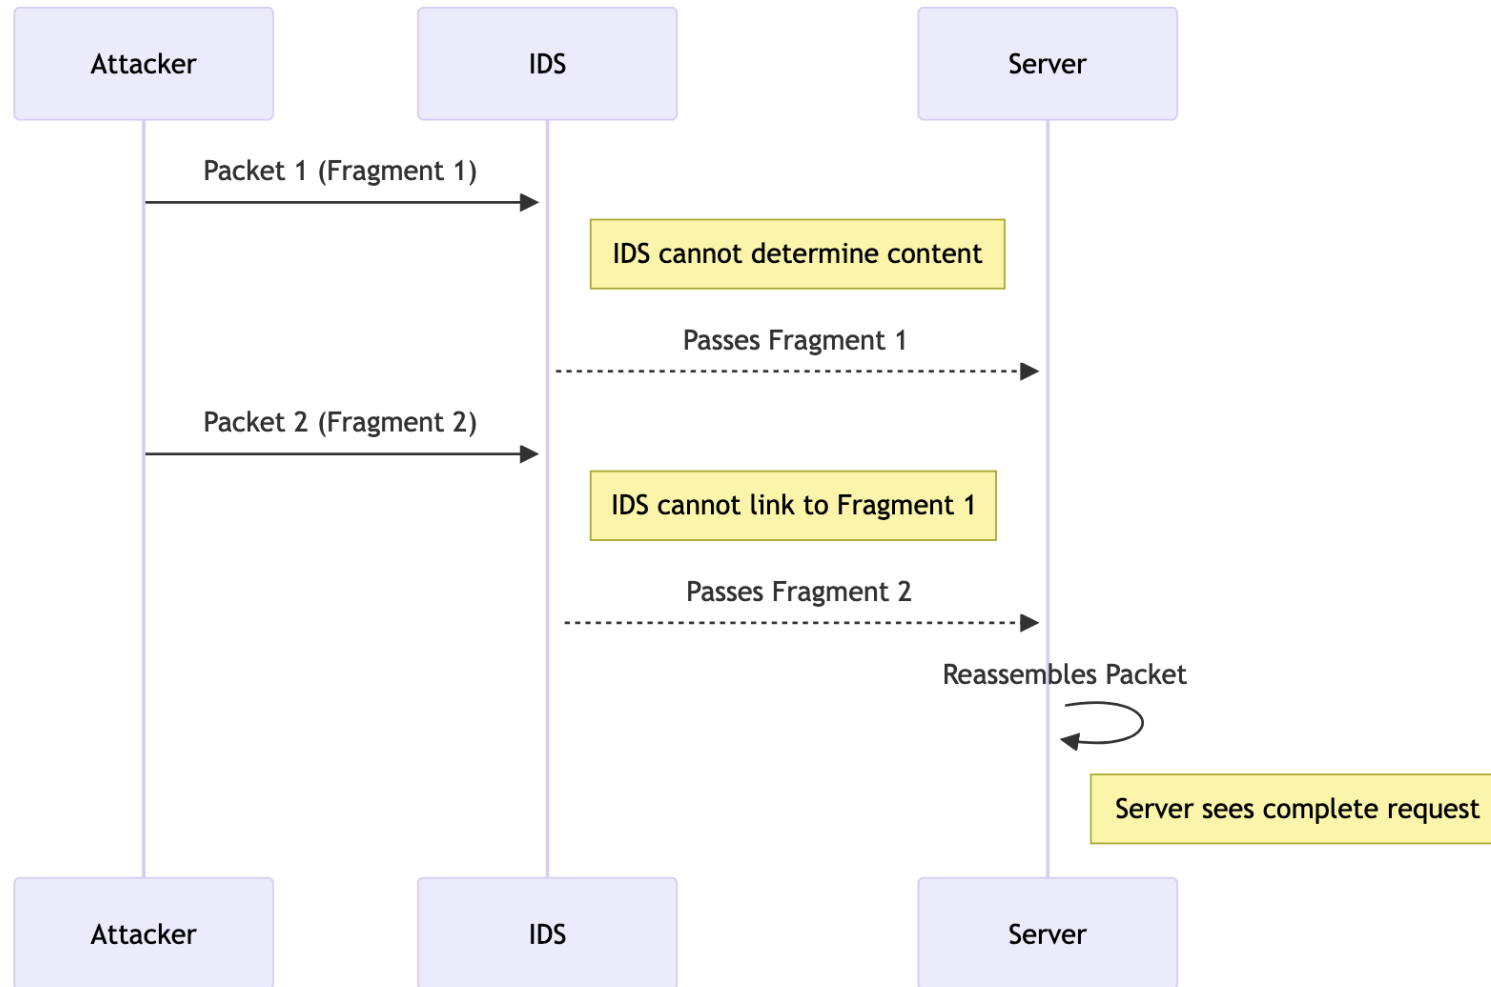 Attacker
IDS
Server
Packet 1 (Fragment 1)
IDS cannot determine content
Passes Fragment 1
Packet 2 (Fragment 2)
IDS cannot link to Fragment 1
Passes Fragment 2
Reassembles Packet
Server sees complete request
Attacker
IDS
Server